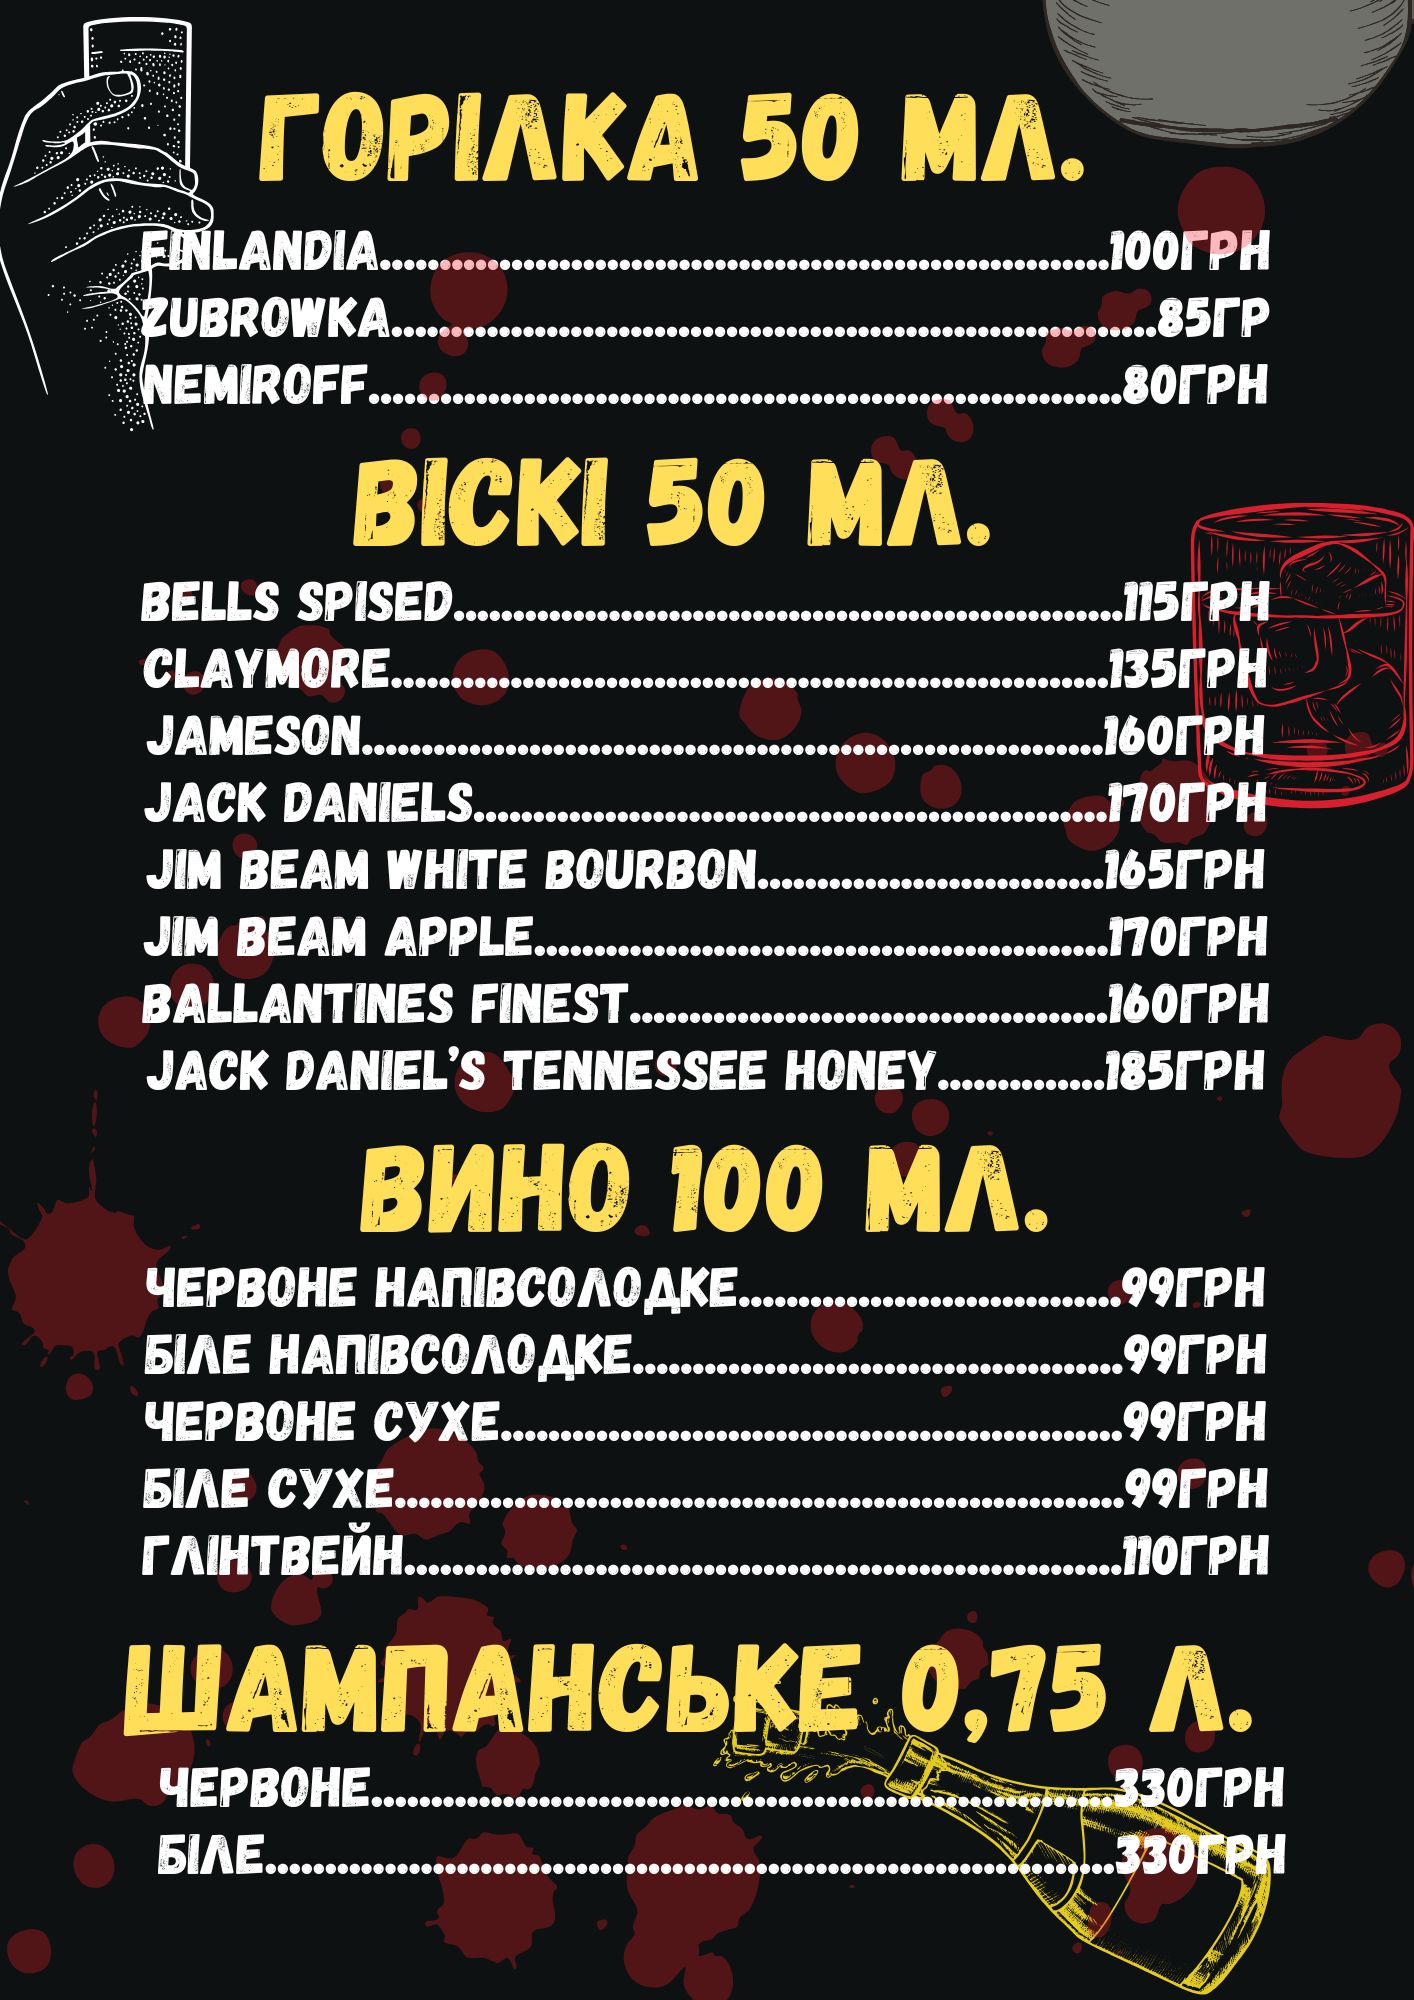 ГОРІЛКА 50 МЛ.
FINLANDIA.............................................................100ГРН
ZUBROWKA................................................................85ГР
NEMIROFF...............................................................80ГРН
ВІСКІ 50 МЛ.
BELLS SPISED........................................................115ГРН
CLAYMORE............................................................135ГРН
JAMESON..............................................................160ГРН
JACK DANIELS.....................................................170ГРН
JIM BEAM WHITE BOURBON.............................165ГРН
JIM BEAM APPLE................................................170ГРН
BALLANTINES FINEST........................................160ГРН
JACK DANIEL'S TENNESSEE HONEY..............185ГРН
ВИНО 100 МЛ.
ЧЕРВОНЕ НАПІВСОЛОДКЕ................................99ГРН
БІЛЕ НАПІВСОЛОДКЕ.........................................99ГРН
ЧЕРВОНЕ СУХЕ....................................................99ГРН
БІЛЕ СУХЕ.............................................................99ГРН
ГЛІНТВЕЙН............................................................110ГРН
ШАМПАНСЬКЕ 0,75 Л.
ЧЕРВОНЕ..............................................................330ГРН
БІЛЕ.......................................................................330ГРН